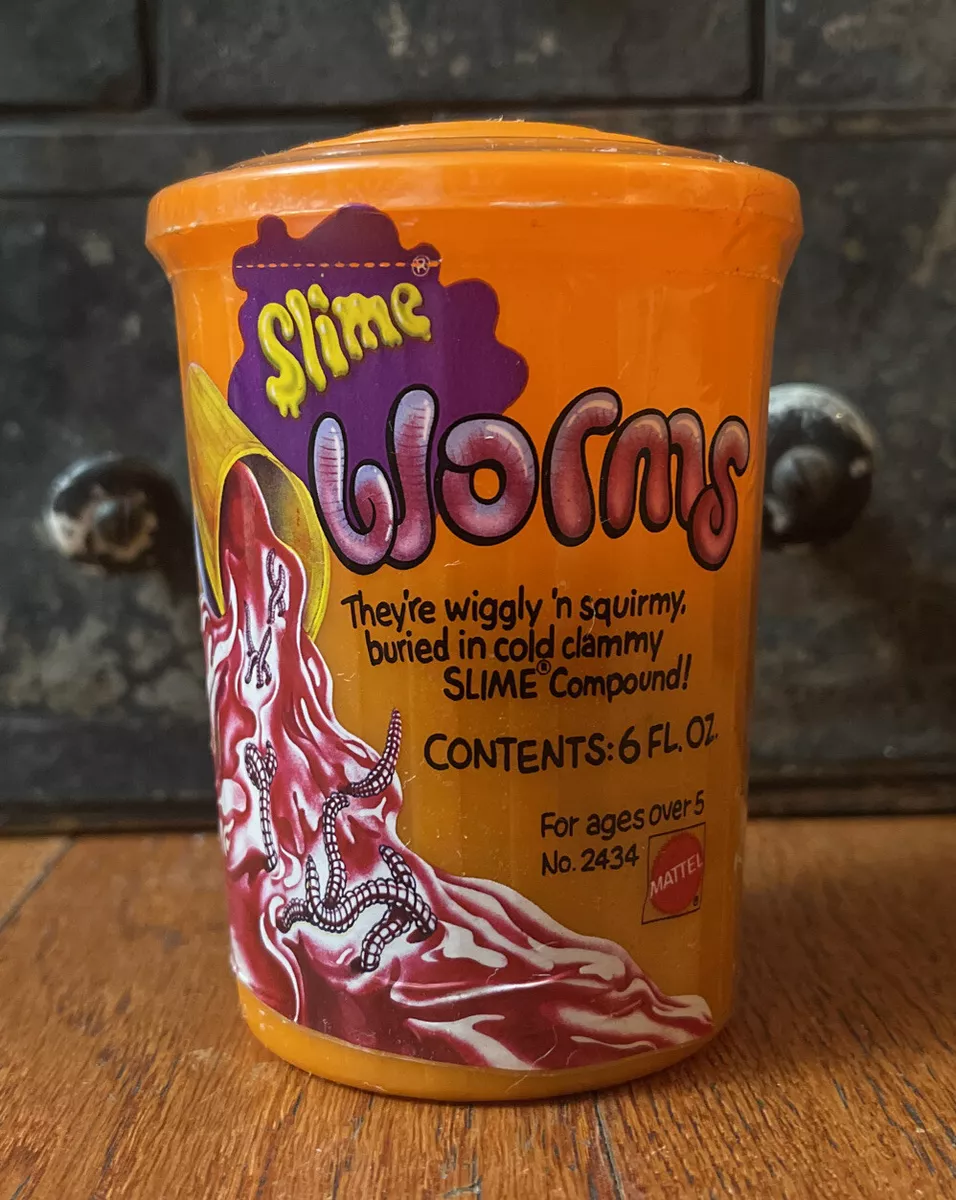 Slime®
Worms
They're wiggly 'n squirmy,
buried in cold clammy
SLIME® Compound!
CONTENTS: 6 FL. OZ.
For ages over 5
No. 2434
MATTEL®